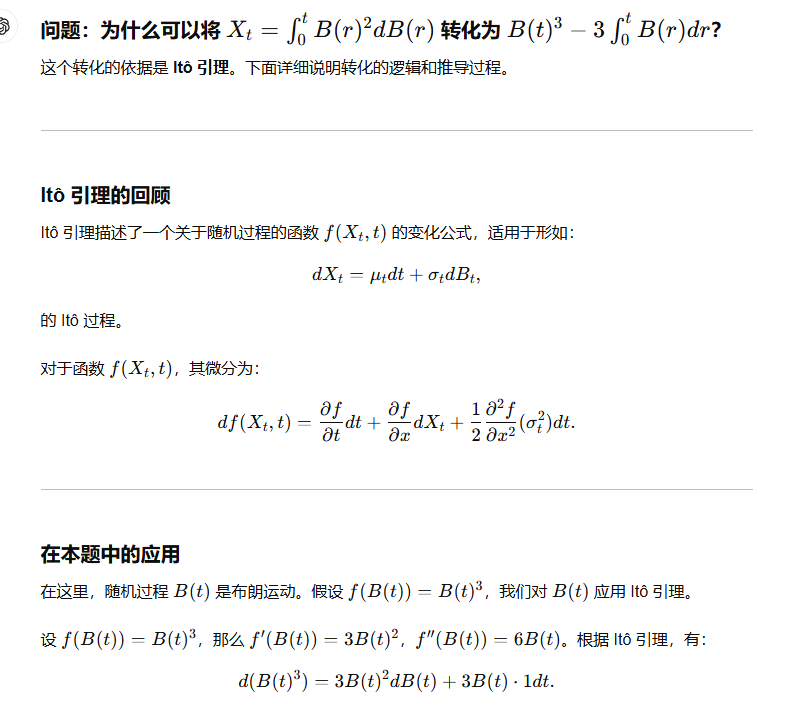 问题：为什么可以将 $X_t = \int_0^t B(r)^2 dB(r)$ 转化为 $B(t)^3 - 3\int_0^t B(r)dr$?
这个转化的依据是 Itô 引理。下面详细说明转化的逻辑和推导过程。
Itô 引理的回顾
Itô 引理描述了一个关于随机过程的函数 $f(X_t, t)$ 的变化公式，适用于形如：
$dX_t = \mu_t dt + \sigma_t dB_t,$
的 Itô 过程。
对于函数 $f(X_t, t)$，其微分为：
$df(X_t, t) = \frac{\partial f}{\partial t}dt + \frac{\partial f}{\partial x}dX_t + \frac{1}{2}\frac{\partial^2 f}{\partial x^2}(\sigma_t^2)dt.$
在本题中的应用
在这里，随机过程 $B(t)$ 是布朗运动。假设 $f(B(t)) = B(t)^3$，我们对 $B(t)$ 应用 Itô 引理。
设 $f(B(t)) = B(t)^3$，那么 $f'(B(t)) = 3B(t)^2$，$f''(B(t)) = 6B(t)$。根据 Itô 引理，有：
$d(B(t)^3) = 3B(t)^2 dB(t) + 3B(t) \cdot 1dt.$